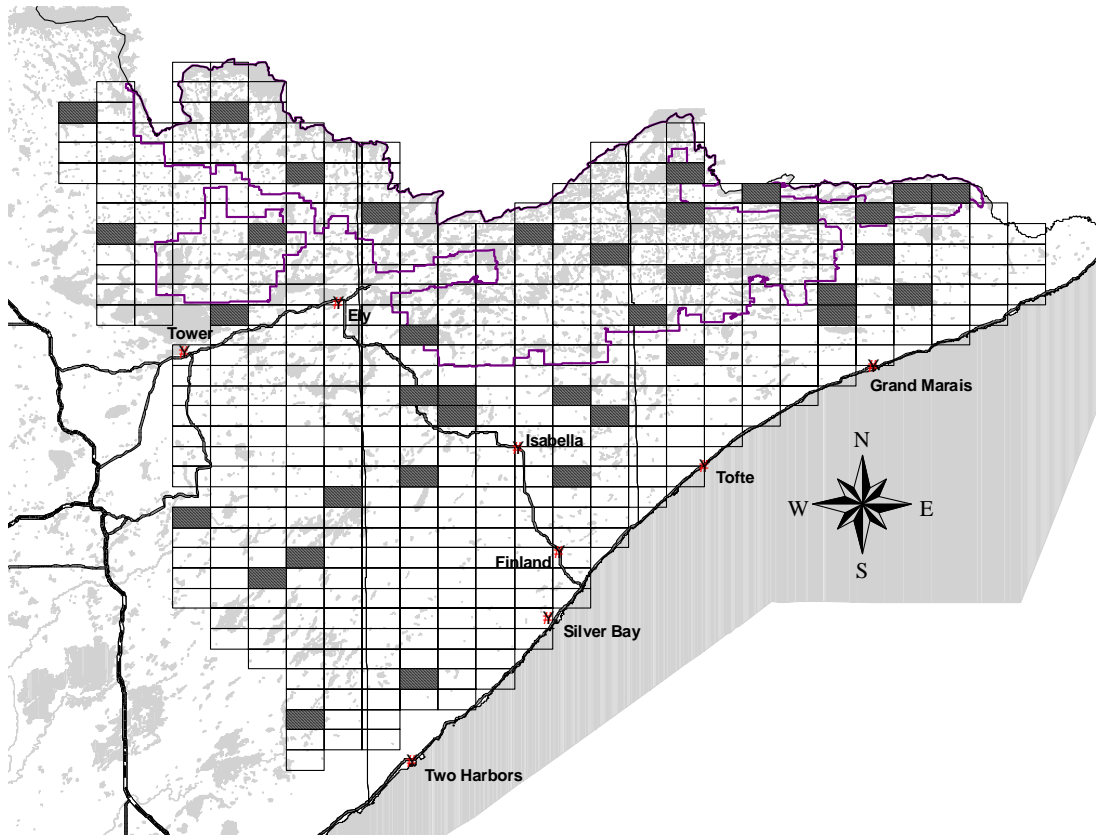 Ely
Tower
Grand Marais
Isabella
N
Tofte
W
E
Finland
S
Silver Bay
Two Harbors